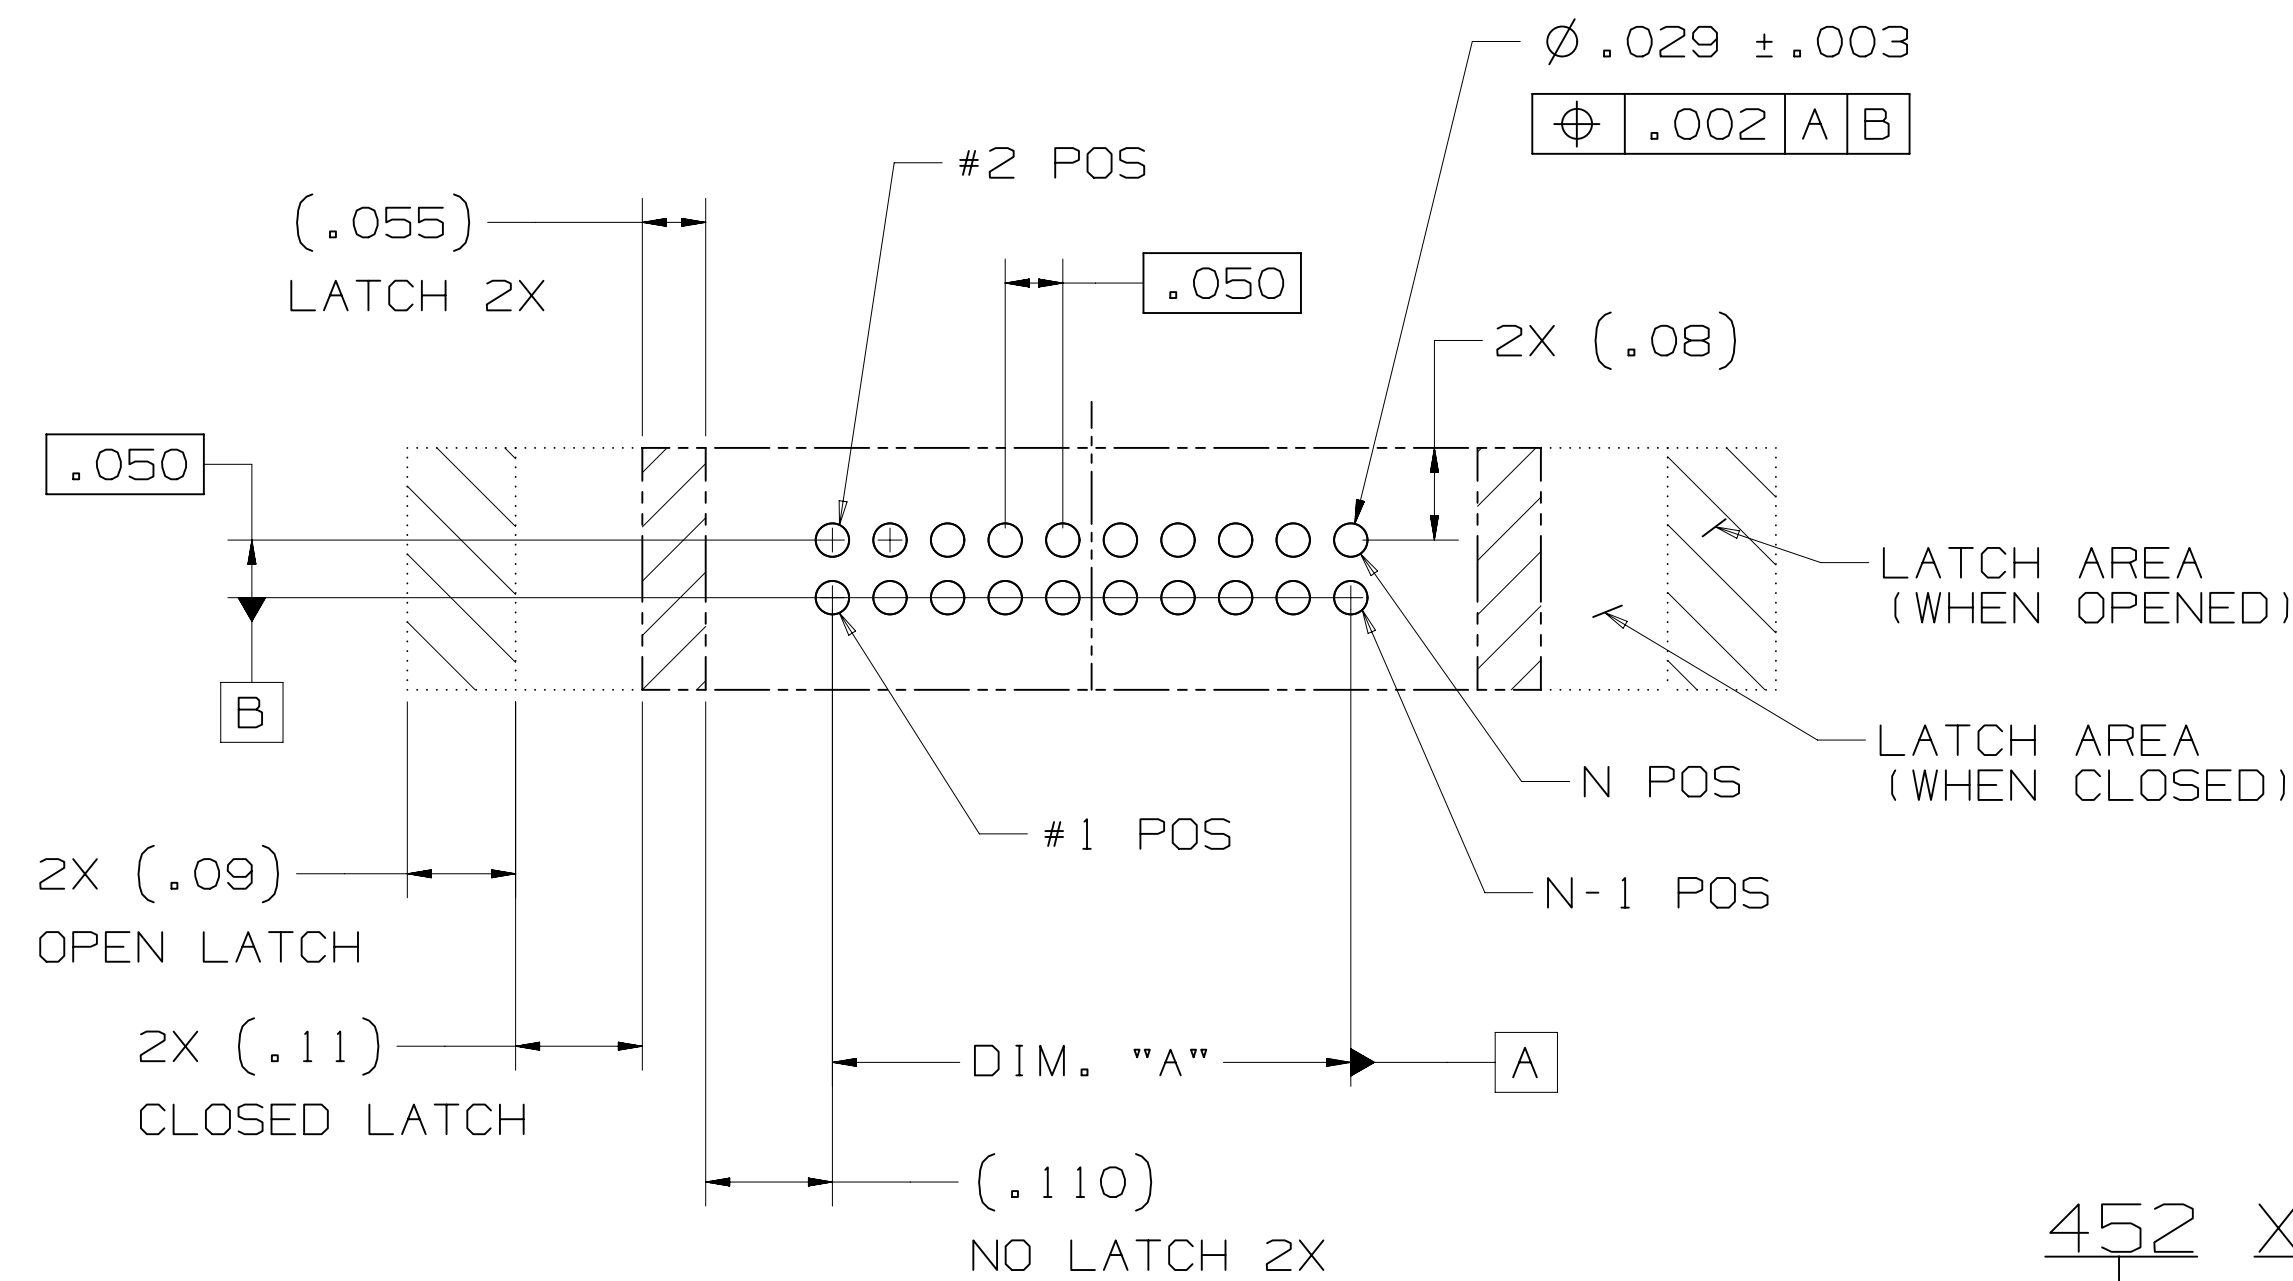 Ø.029 ±.003
⌖ .002 A B
#2 POS
(.055)
LATCH 2X
.050
2X (.08)
.050
LATCH AREA
(WHEN OPENED)
B
LATCH AREA
(WHEN CLOSED)
N POS
#1 POS
2X (.09)
OPEN LATCH
N-1 POS
2X (.11)
CLOSED LATCH
DIM. "A"
A
(.110)
NO LATCH 2X
452 X